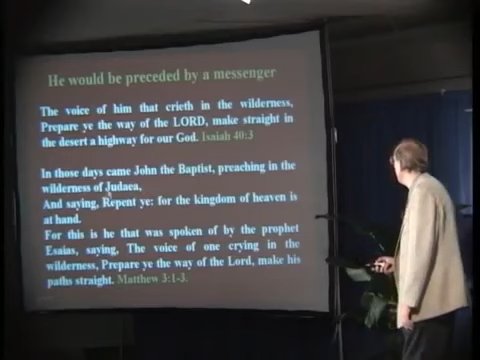 He would be preceded by a messenger
The voice of him that crieth in the wilderness,
Prepare ye the way of the LORD, make straight in
the desert a highway for our God. Isaiah 40:3
In those days came John the Baptist, preaching in the
wilderness of Judaea,
And saying, Repent ye: for the kingdom of heaven is
at hand.
For this is he that was spoken of by the prophet
Esaias, saying, The voice of one crying in the
wilderness, Prepare ye the way of the Lord, make his
paths straight. Matthew 3:1-3.